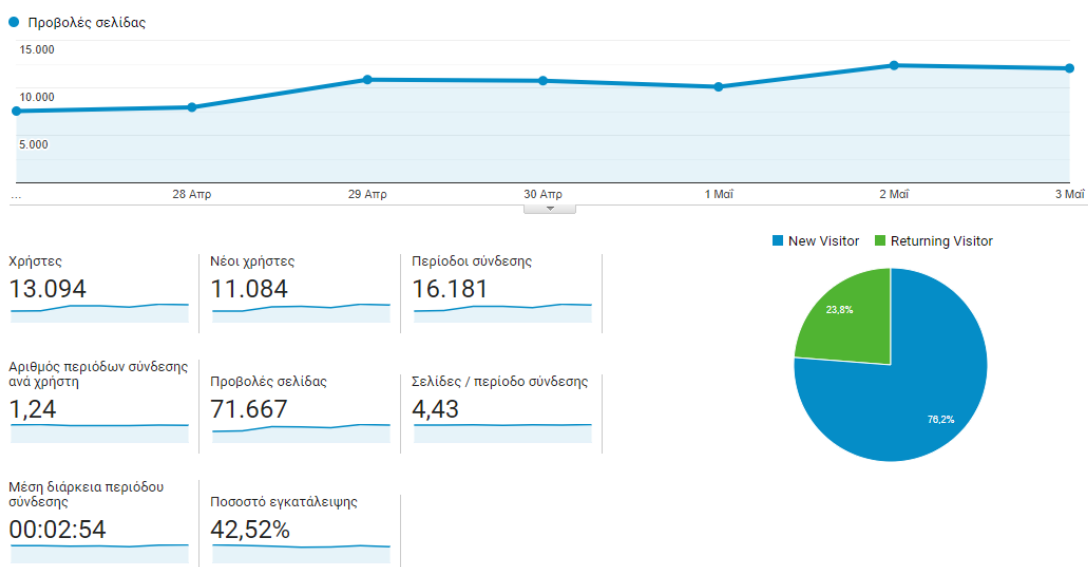 Προβολές σελίδας
15.000
10.000
5.000
...
28 Απρ
29 Απρ
30 Απρ
1 Μαΐ
2 Μαΐ
3 Μαΐ
New Visitor
Returning Visitor
Χρήστες
13.094
Νέοι χρήστες
11.084
Περίοδοι σύνδεσης
16.181
Αριθμός περιόδων σύνδεσης
ανά χρήστη
1,24
Προβολές σελίδας
71.667
Σελίδες / περίοδο σύνδεσης
4,43
Μέση διάρκεια περιόδου
σύνδεσης
00:02:54
Ποσοστό εγκατάλειψης
42,52%
23,8%
76,2%